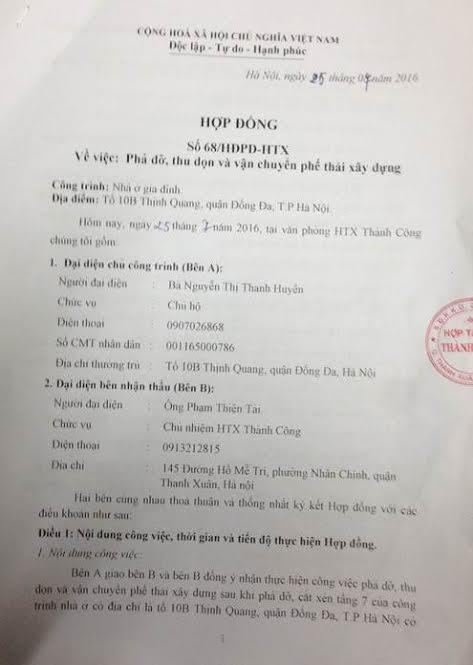 CỘNG HOÀ XÃ HỘI CHỦ NGHĨA VIỆT NAM
Độc lập - Tự do - Hạnh phúc
Hà Nội, ngày 25 tháng 07 năm 2016
HỢP ĐỒNG
Số 68/HĐPD-HTX
Về việc: Phá dỡ, thu dọn và vận chuyển phế thải xây dựng
Công trình: Nhà ở gia đình.
Địa điểm: Tổ 10B Thịnh Quang, quận Đống Đa, T.P Hà Nội.
Hôm nay, ngày 25 tháng 7 năm 2016, tại văn phòng HTX Thành Công
chúng tôi gồm:
1. Đại diện chủ công trình (Bên A):
Người đại diện : Bà Nguyễn Thị Thanh Huyền
Chức vụ : Chủ hộ
Điện thoại : 0907026868
Số CMT nhân dân : 001165000786
Địa chỉ thường trú : Tổ 10B Thịnh Quang, quận Đống Đa, Hà Nội
2. Đại diện bên nhận thầu (Bên B):
Người đại diện : Ông Phạm Thiện Tài
Chức vụ : Chủ nhiệm HTX Thành Công
Điện thoại : 0913212815
Địa chỉ : 145 Đường Hồ Mễ Trì, phường Nhân Chính, quận
Thanh Xuân, Hà nội
HỢP TÁ
THÀNH
Hai bên cùng nhau thoả thuận và thống nhất ký kết Hợp đồng với các
điều khoản như sau:
Điều 1: Nội dung công việc, thời gian và tiến độ thực hiện Hợp đồng.
1. Nội dung công việc:
Bên A giao bên B và bên B đồng ý nhận thực hiện công việc phá dỡ, thu
dọn và vận chuyển phế thải xây dựng sau khi phá dỡ, cắt xén tầng 7 của công
trình nhà ở có địa chỉ là tổ 10B Thịnh Quang, quận Đống Đa, T.P Hà Nội có
1